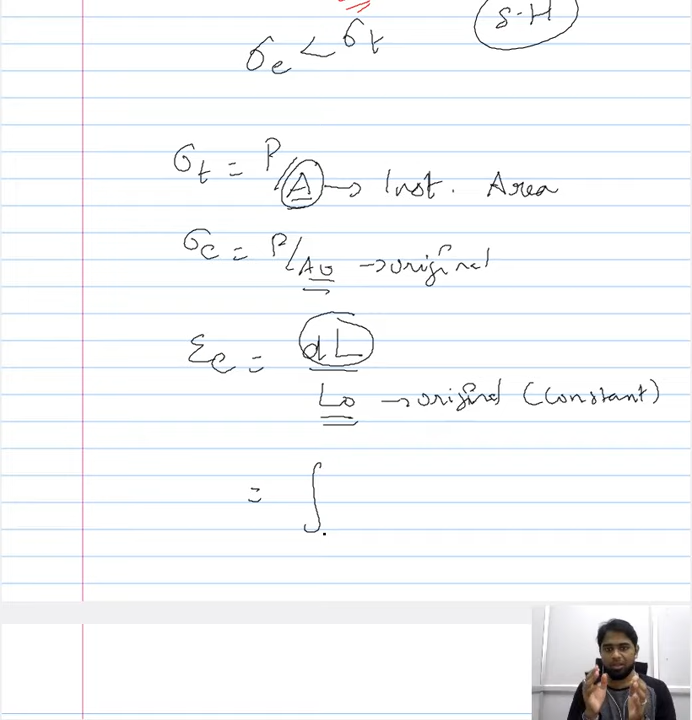 S-H
σe < σt
σt = P/A → Inst. Area
σe = P/A0 → original
εe = dL
L0 → original (Constant)
= ∫